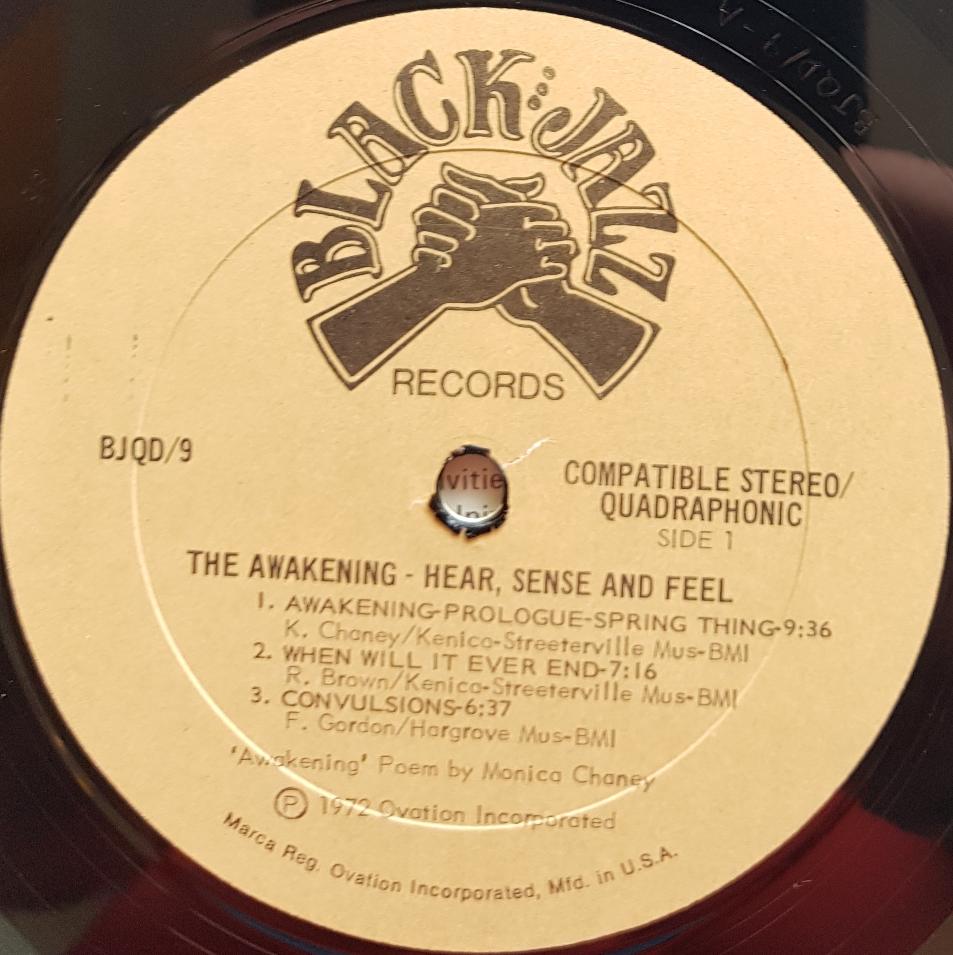 BJQD/9-A
BLACK JAZZ
RECORDS
BJQD/9
COMPATIBLE STEREO/
QUADRAPHONIC
SIDE 1
vitie
THE AWAKENING - HEAR, SENSE AND FEEL
1. AWAKENING-PROLOGUE-SPRING THING-9:36
K. Chaney/Kenico-Streeterville Mus-BMI
2. WHEN WILL IT EVER END-7:16
R. Brown/Kenico-Streeterville Mus-BMI
3. CONVULSIONS-6:37
F. Gordon/Hargrove Mus-BMI
'Awakening' Poem by Monica Chaney
Ⓟ 1972 Ovation Incorporated
Marca Reg. Ovation Incorporated, Mfd. in U.S.A.